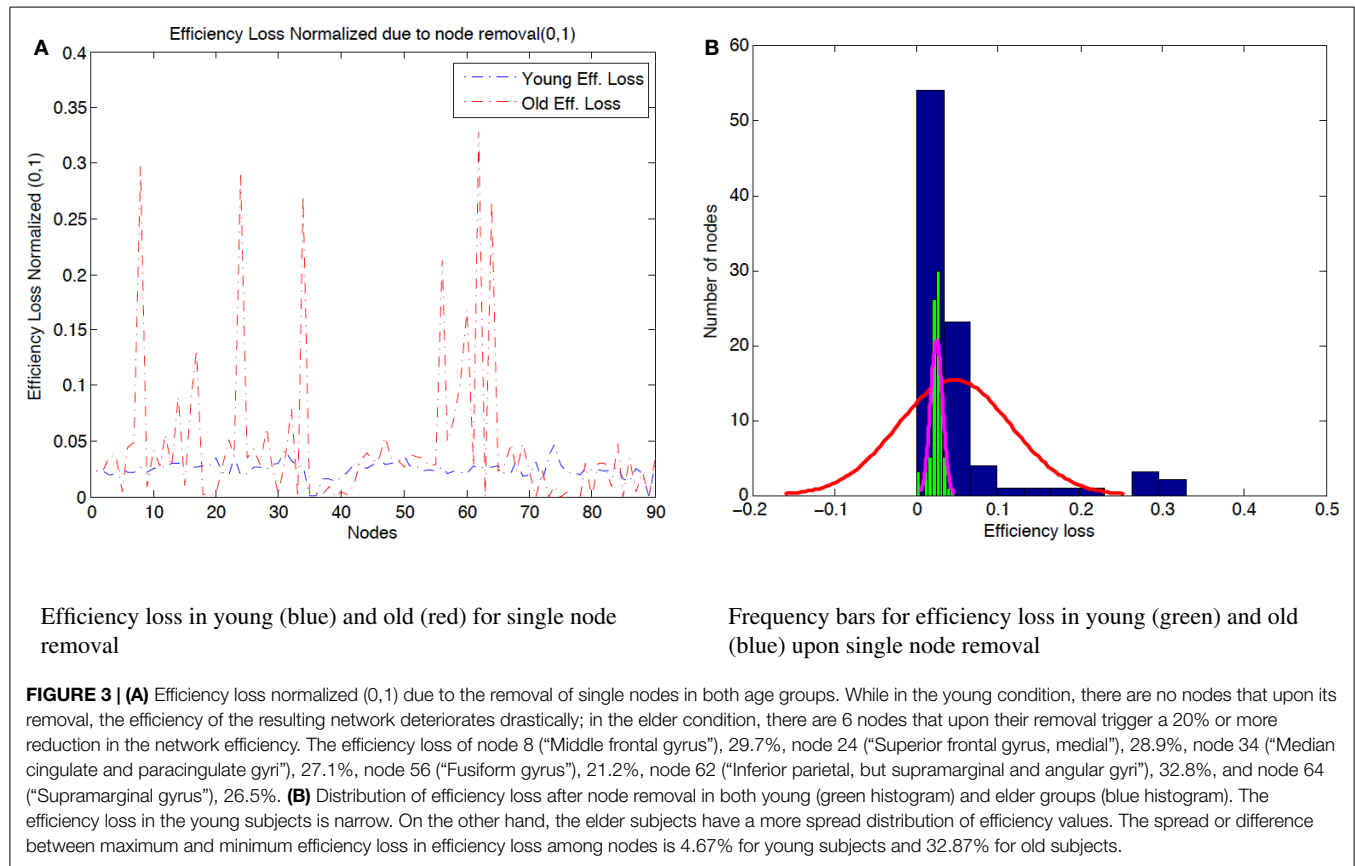 A
Efficiency Loss Normalized due to node removal(0,1)
Young Eff. Loss
Old Eff. Loss
Efficiency Loss Normalized (0,1)
0.4
0.35
0.3
0.25
0.2
0.15
0.1
0.05
0
0 10 20 30 40 50 60 70 80 90
Nodes
B
Number of nodes
60
50
40
30
20
10
0
−0.2 −0.1 0 0.1 0.2 0.3 0.4 0.5
Efficiency loss
Efficiency loss in young (blue) and old (red) for single node
removal
Frequency bars for efficiency loss in young (green) and old
(blue) upon single node removal
FIGURE 3 | (A) Efficiency loss normalized (0,1) due to the removal of single nodes in both age groups. While in the young condition, there are no nodes that upon its
removal, the efficiency of the resulting network deteriorates drastically; in the elder condition, there are 6 nodes that upon their removal trigger a 20% or more
reduction in the network efficiency. The efficiency loss of node 8 (“Middle frontal gyrus”), 29.7%, node 24 (“Superior frontal gyrus, medial”), 28.9%, node 34 (“Median
cingulate and paracingulate gyri”), 27.1%, node 56 (“Fusiform gyrus”), 21.2%, node 62 (“Inferior parietal, but supramarginal and angular gyri”), 32.8%, and node 64
(“Supramarginal gyrus”), 26.5%. (B) Distribution of efficiency loss after node removal in both young (green histogram) and elder groups (blue histogram). The
efficiency loss in the young subjects is narrow. On the other hand, the elder subjects have a more spread distribution of efficiency values. The spread or difference
between maximum and minimum efficiency loss in efficiency loss among nodes is 4.67% for young subjects and 32.87% for old subjects.